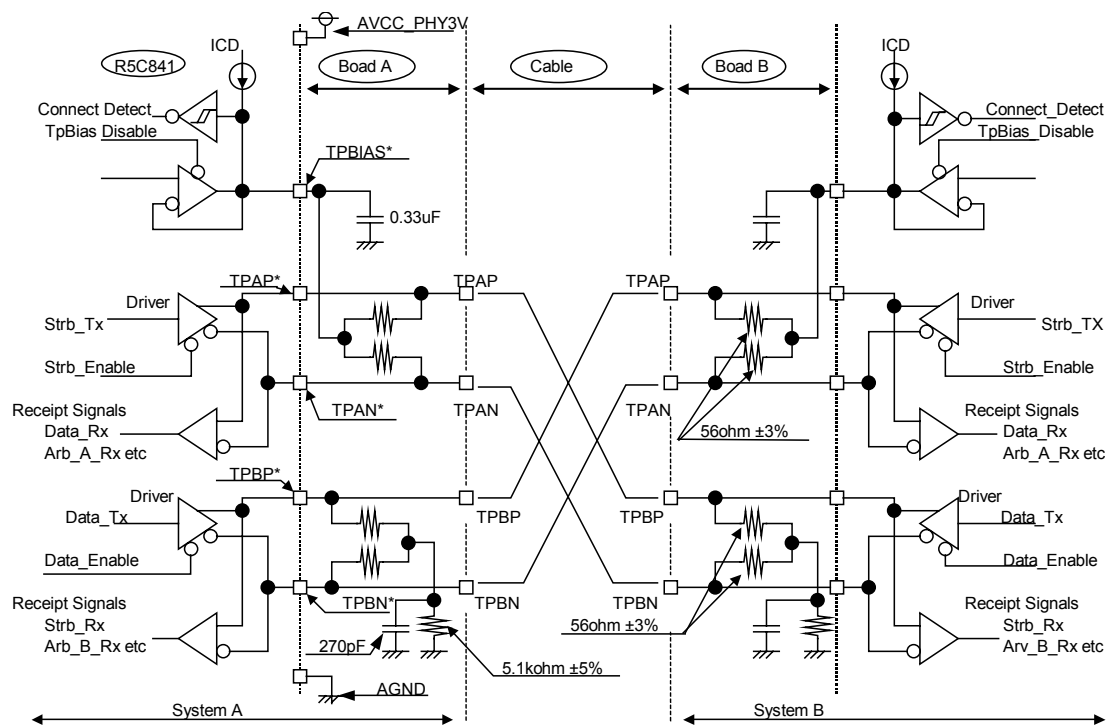 AVCC_PHY3V
ICD
ICD
R5C841
Boad A
Cable
Boad B
Connect Detect
TpBias Disable
Connect_Detect
TpBias_Disable
TPBIAS*
0.33uF
TPAP*
TPAP
TPAP
Driver
Strb_Tx
Driver
Strb_TX
Strb_Enable
Strb_Enable
TPAN*
TPAN
TPAN
Receipt Signals
Data_Rx
Arb_A_Rx etc
56ohm ±3%
Receipt Signals
Data_Rx
Arb_A_Rx etc
TPBP*
TPBP
TPBP
Driver
Data_Tx
Driver
Data_Tx
Data_Enable
Data_Enable
TPBN*
TPBN
TPBN
Receipt Signals
Strb_Rx
Arb_B_Rx etc
270pF
5.1kohm ±5%
56ohm ±3%
Receipt Signals
Strb_Rx
Arv_B_Rx etc
AGND
System A
System B